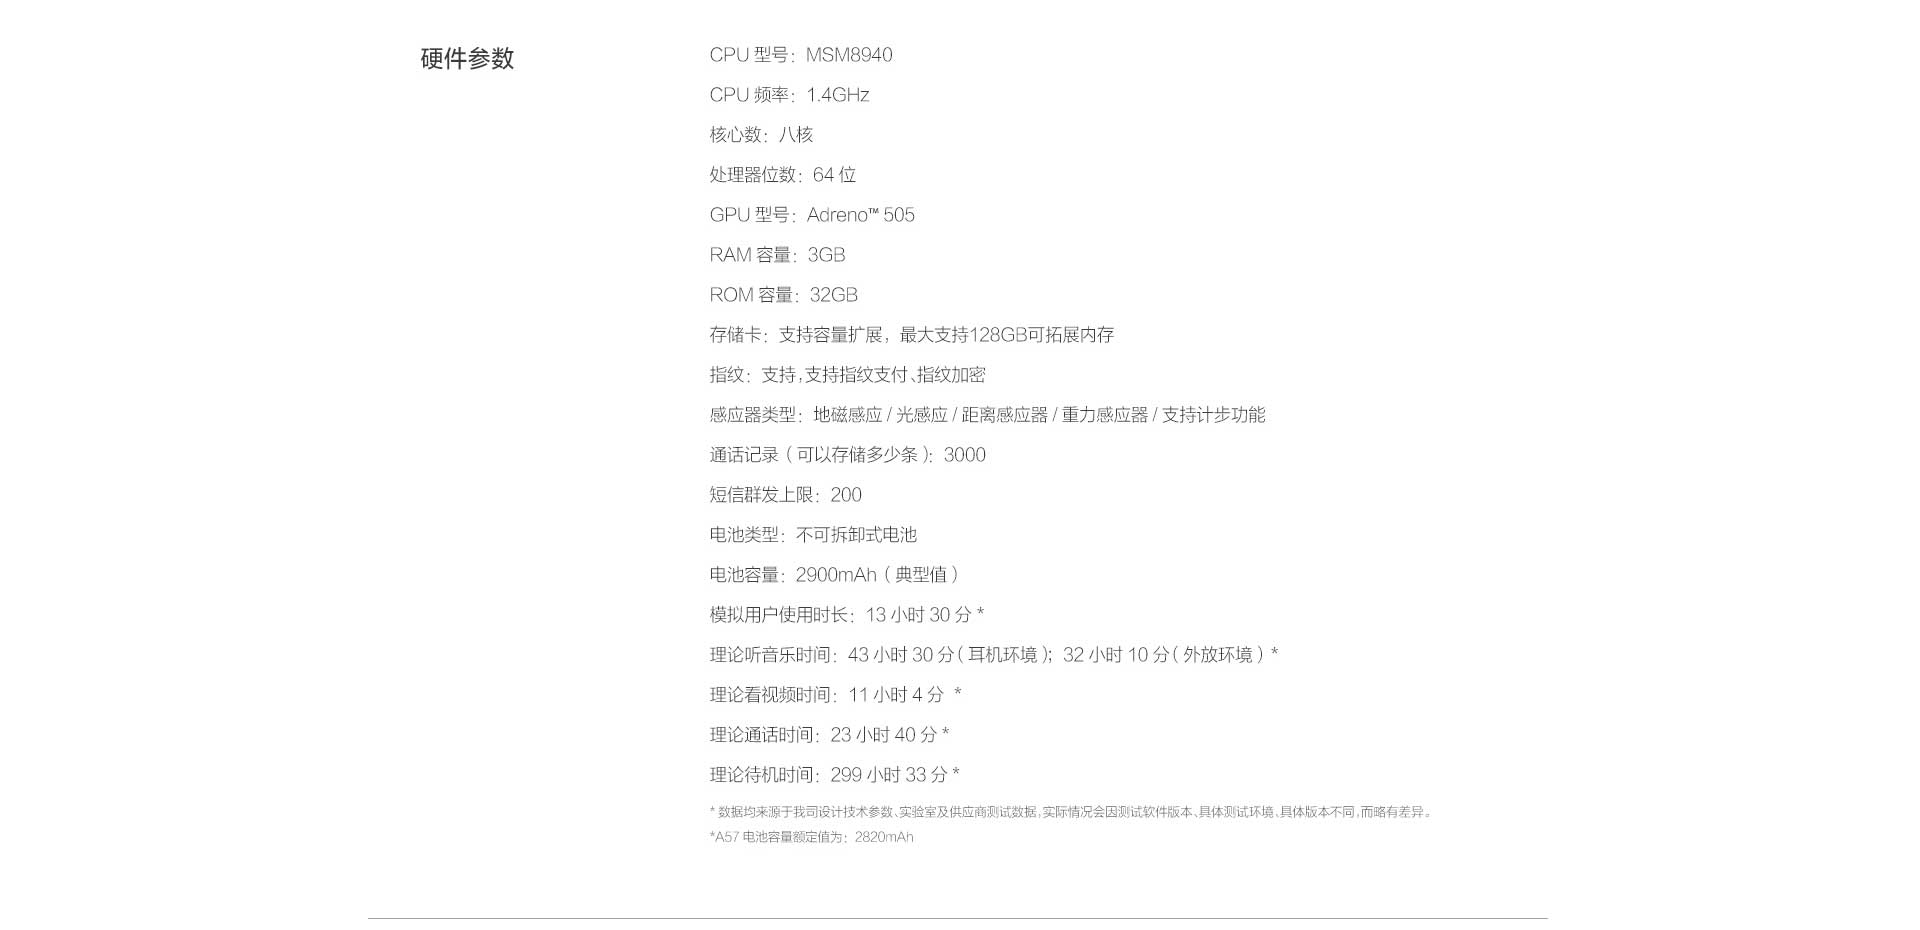 硬件参数
CPU 型号：MSM8940
CPU 频率：1.4GHz
核心数：八核
处理器位数：64 位
GPU 型号：Adreno™ 505
RAM 容量：3GB
ROM 容量：32GB
存储卡：支持容量扩展，最大支持128GB可拓展内存
指纹：支持,支持指纹支付、指纹加密
感应器类型：地磁感应 / 光感应 / 距离感应器 / 重力感应器 / 支持计步功能
通话记录（可以存储多少条）：3000
短信群发上限：200
电池类型：不可拆卸式电池
电池容量：2900mAh（典型值）
模拟用户使用时长：13 小时 30 分 *
理论听音乐时间：43 小时 30 分（耳机环境）；32 小时 10 分（外放环境）*
理论看视频时间：11 小时 4 分 *
理论通话时间：23 小时 40 分 *
理论待机时间：299 小时 33 分 *
* 数据均来源于我司设计技术参数、实验室及供应商测试数据,实际情况会因测试软件版本、具体测试环境、具体版本不同,而略有差异。
*A57 电池容量额定值为：2820mAh